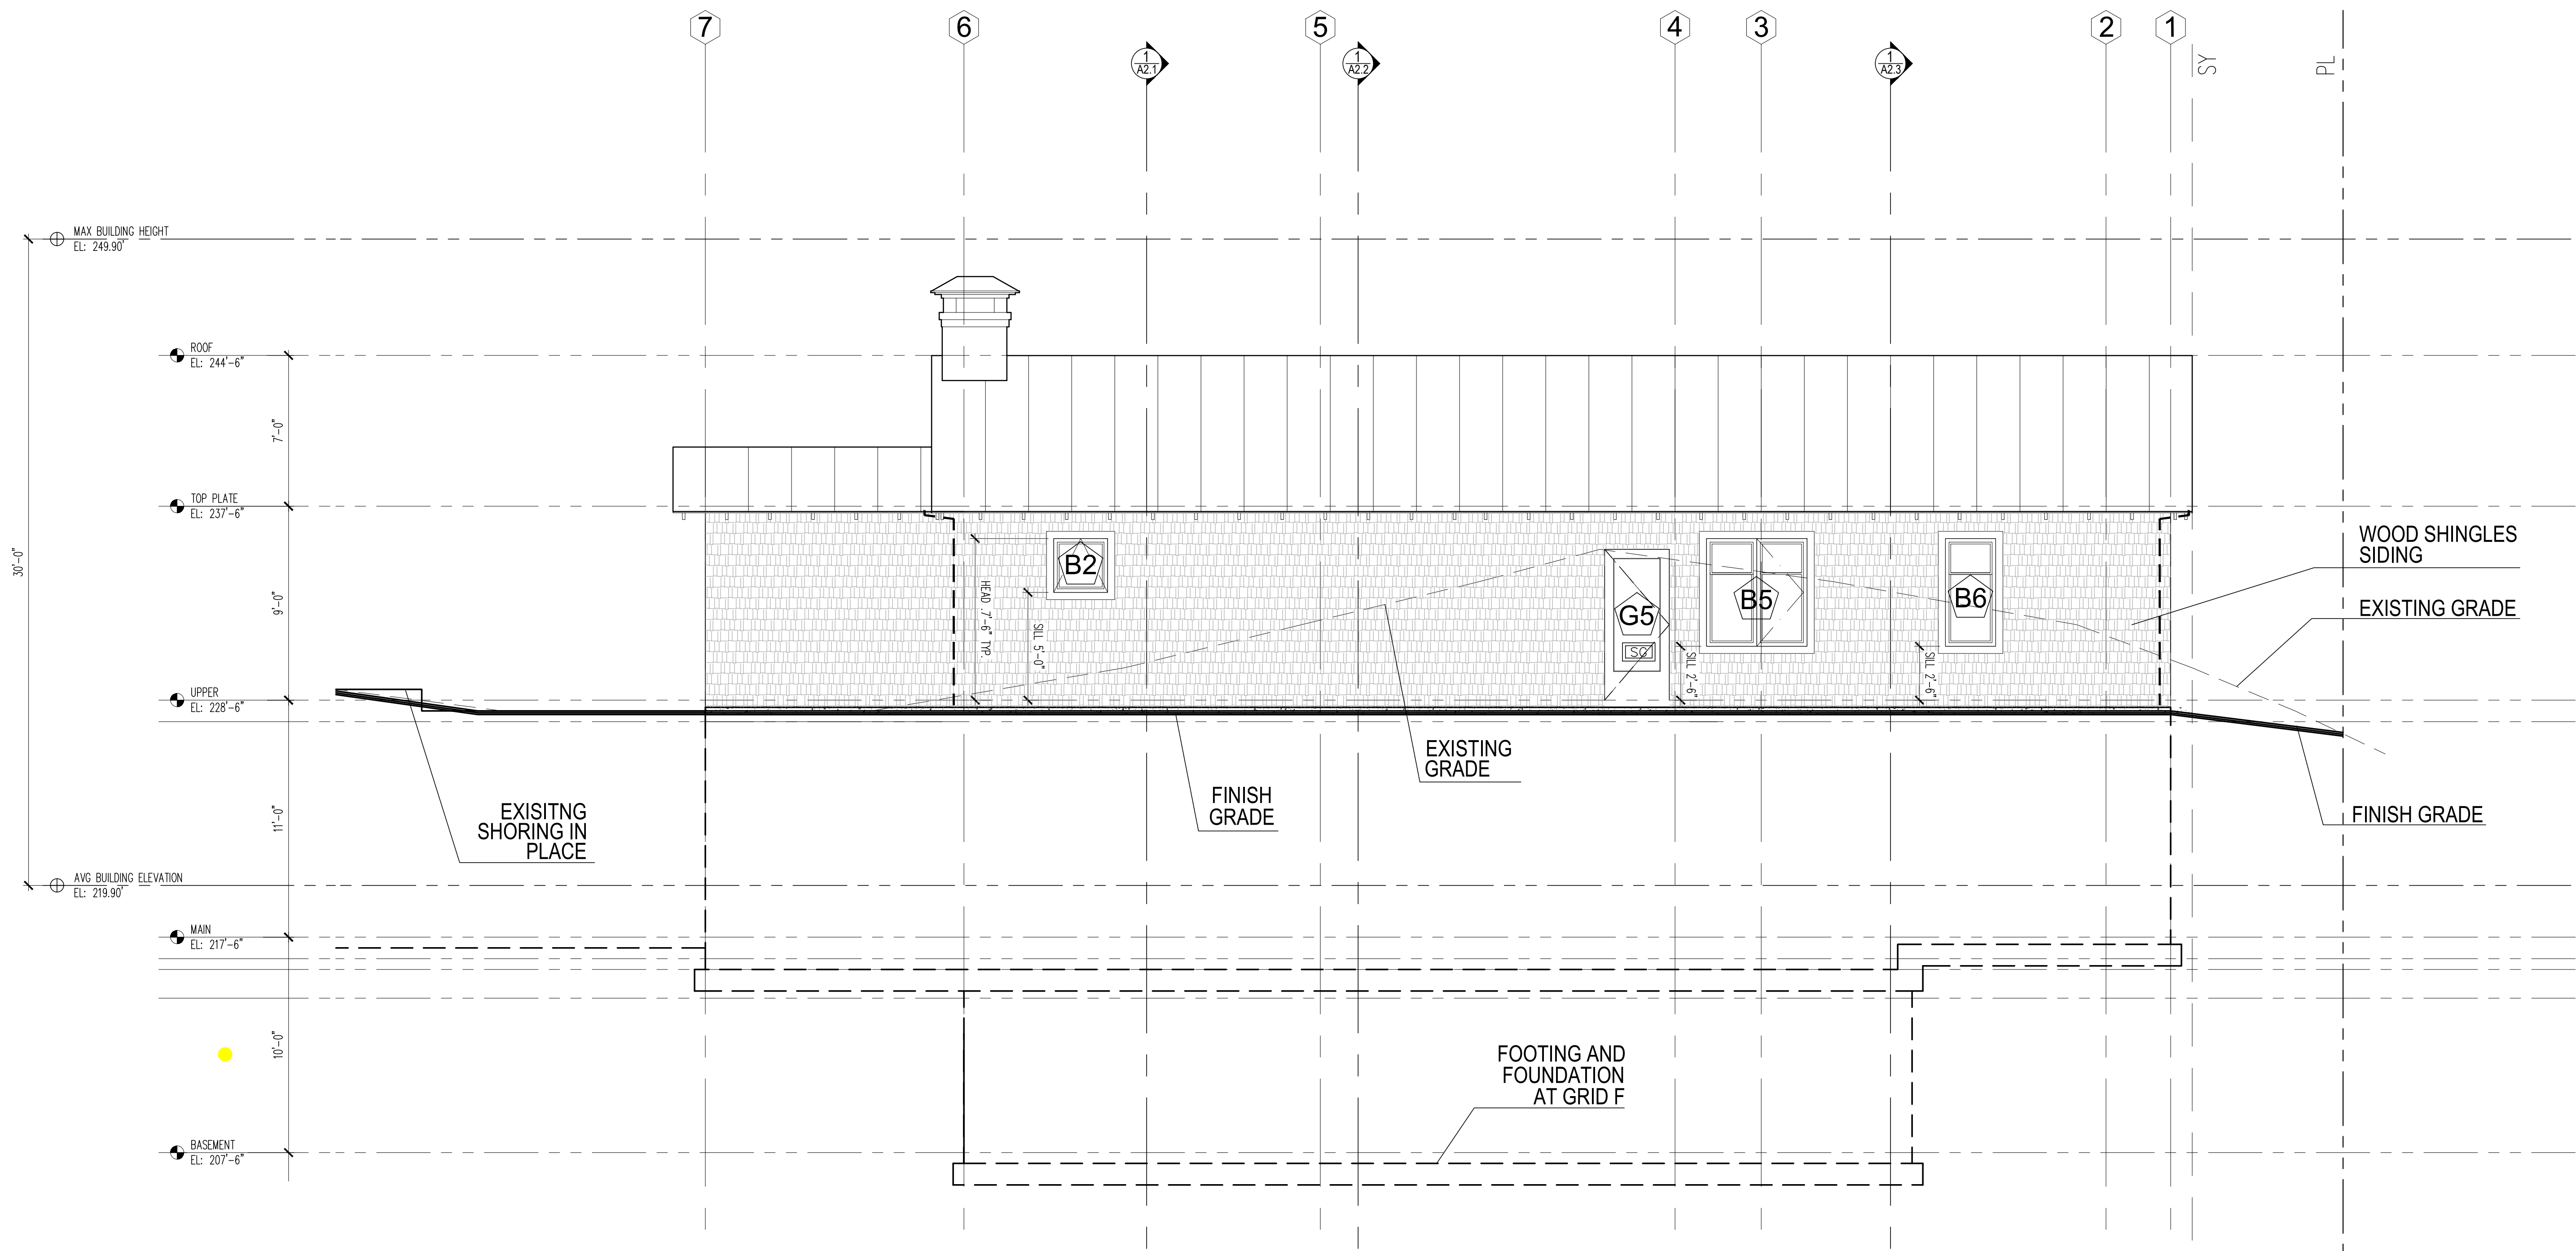 7
6
5
4
3
2
1
1
A2.1
1
A2.2
1
A2.3
SY
PL
MAX BUILDING HEIGHT
EL: 249.90'
ROOF
EL: 244'-6"
7'-0"
TOP PLATE
EL: 237'-6"
30'-0"
9'-0"
HEAD .7'-6" TYP.
SILL 5'-0"
B2
G5
SG
B5
B6
SILL 2'-6"
SILL 2'-6"
WOOD SHINGLES
SIDING
EXISTING GRADE
UPPER
EL: 228'-6"
EXISTING
GRADE
FINISH
GRADE
EXISITNG
SHORING IN
PLACE
FINISH GRADE
11'-0"
AVG BUILDING ELEVATION
EL: 219.90'
MAIN
EL: 217'-6"
10'-0"
FOOTING AND
FOUNDATION
AT GRID F
BASEMENT
EL: 207'-6"